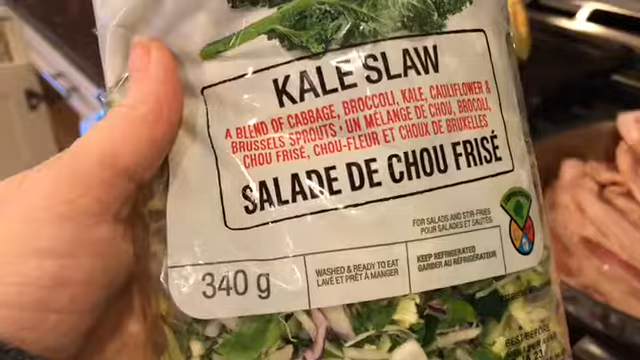 KALE SLAW
A BLEND OF CABBAGE, BROCCOLI, KALE, CAULIFLOWER &
BRUSSELS SPROUTS • UN MÉLANGE DE CHOU, BROCOLI,
CHOU FRISÉ, CHOU-FLEUR ET CHOUX DE BRUXELLES
SALADE DE CHOU FRISÉ
FOR SALADS AND STIR-FRIES
POUR SALADES ET SAUTÉS
340 g
WASHED & READY TO EAT
LAVÉ ET PRÊT À MANGER
KEEP REFRIGERATED
GARDER AU RÉFRIGÉRATEUR
BEST BEFORE